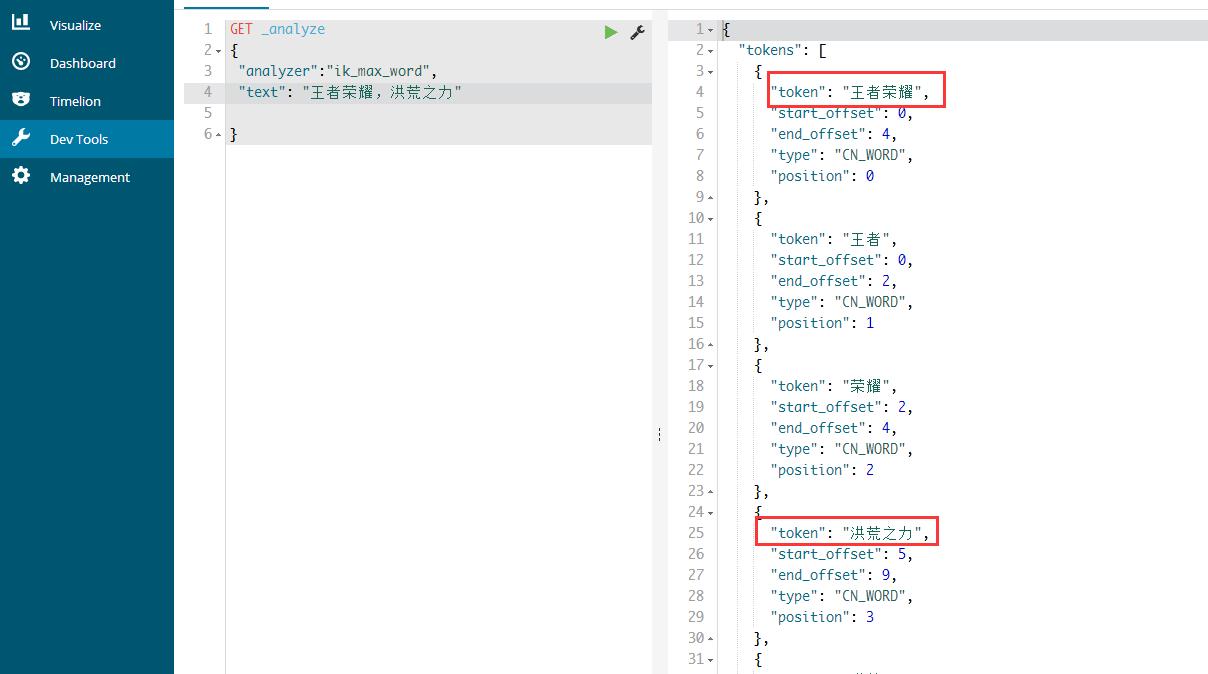 Visualize
Dashboard
Timelion
Dev Tools
Management
1 GET _analyze
2 {
3 "analyzer":"ik_max_word",
4 "text": "王者荣耀，洪荒之力"
5
6 }
1 {
2 "tokens": [
3 {
4 "token": "王者荣耀",
5 "start_offset": 0,
6 "end_offset": 4,
7 "type": "CN_WORD",
8 "position": 0
9 },
10 {
11 "token": "王者",
12 "start_offset": 0,
13 "end_offset": 2,
14 "type": "CN_WORD",
15 "position": 1
16 },
17 {
18 "token": "荣耀",
19 "start_offset": 2,
20 "end_offset": 4,
21 "type": "CN_WORD",
22 "position": 2
23 },
24 {
25 "token": "洪荒之力",
26 "start_offset": 5,
27 "end_offset": 9,
28 "type": "CN_WORD",
29 "position": 3
30 },
31 {